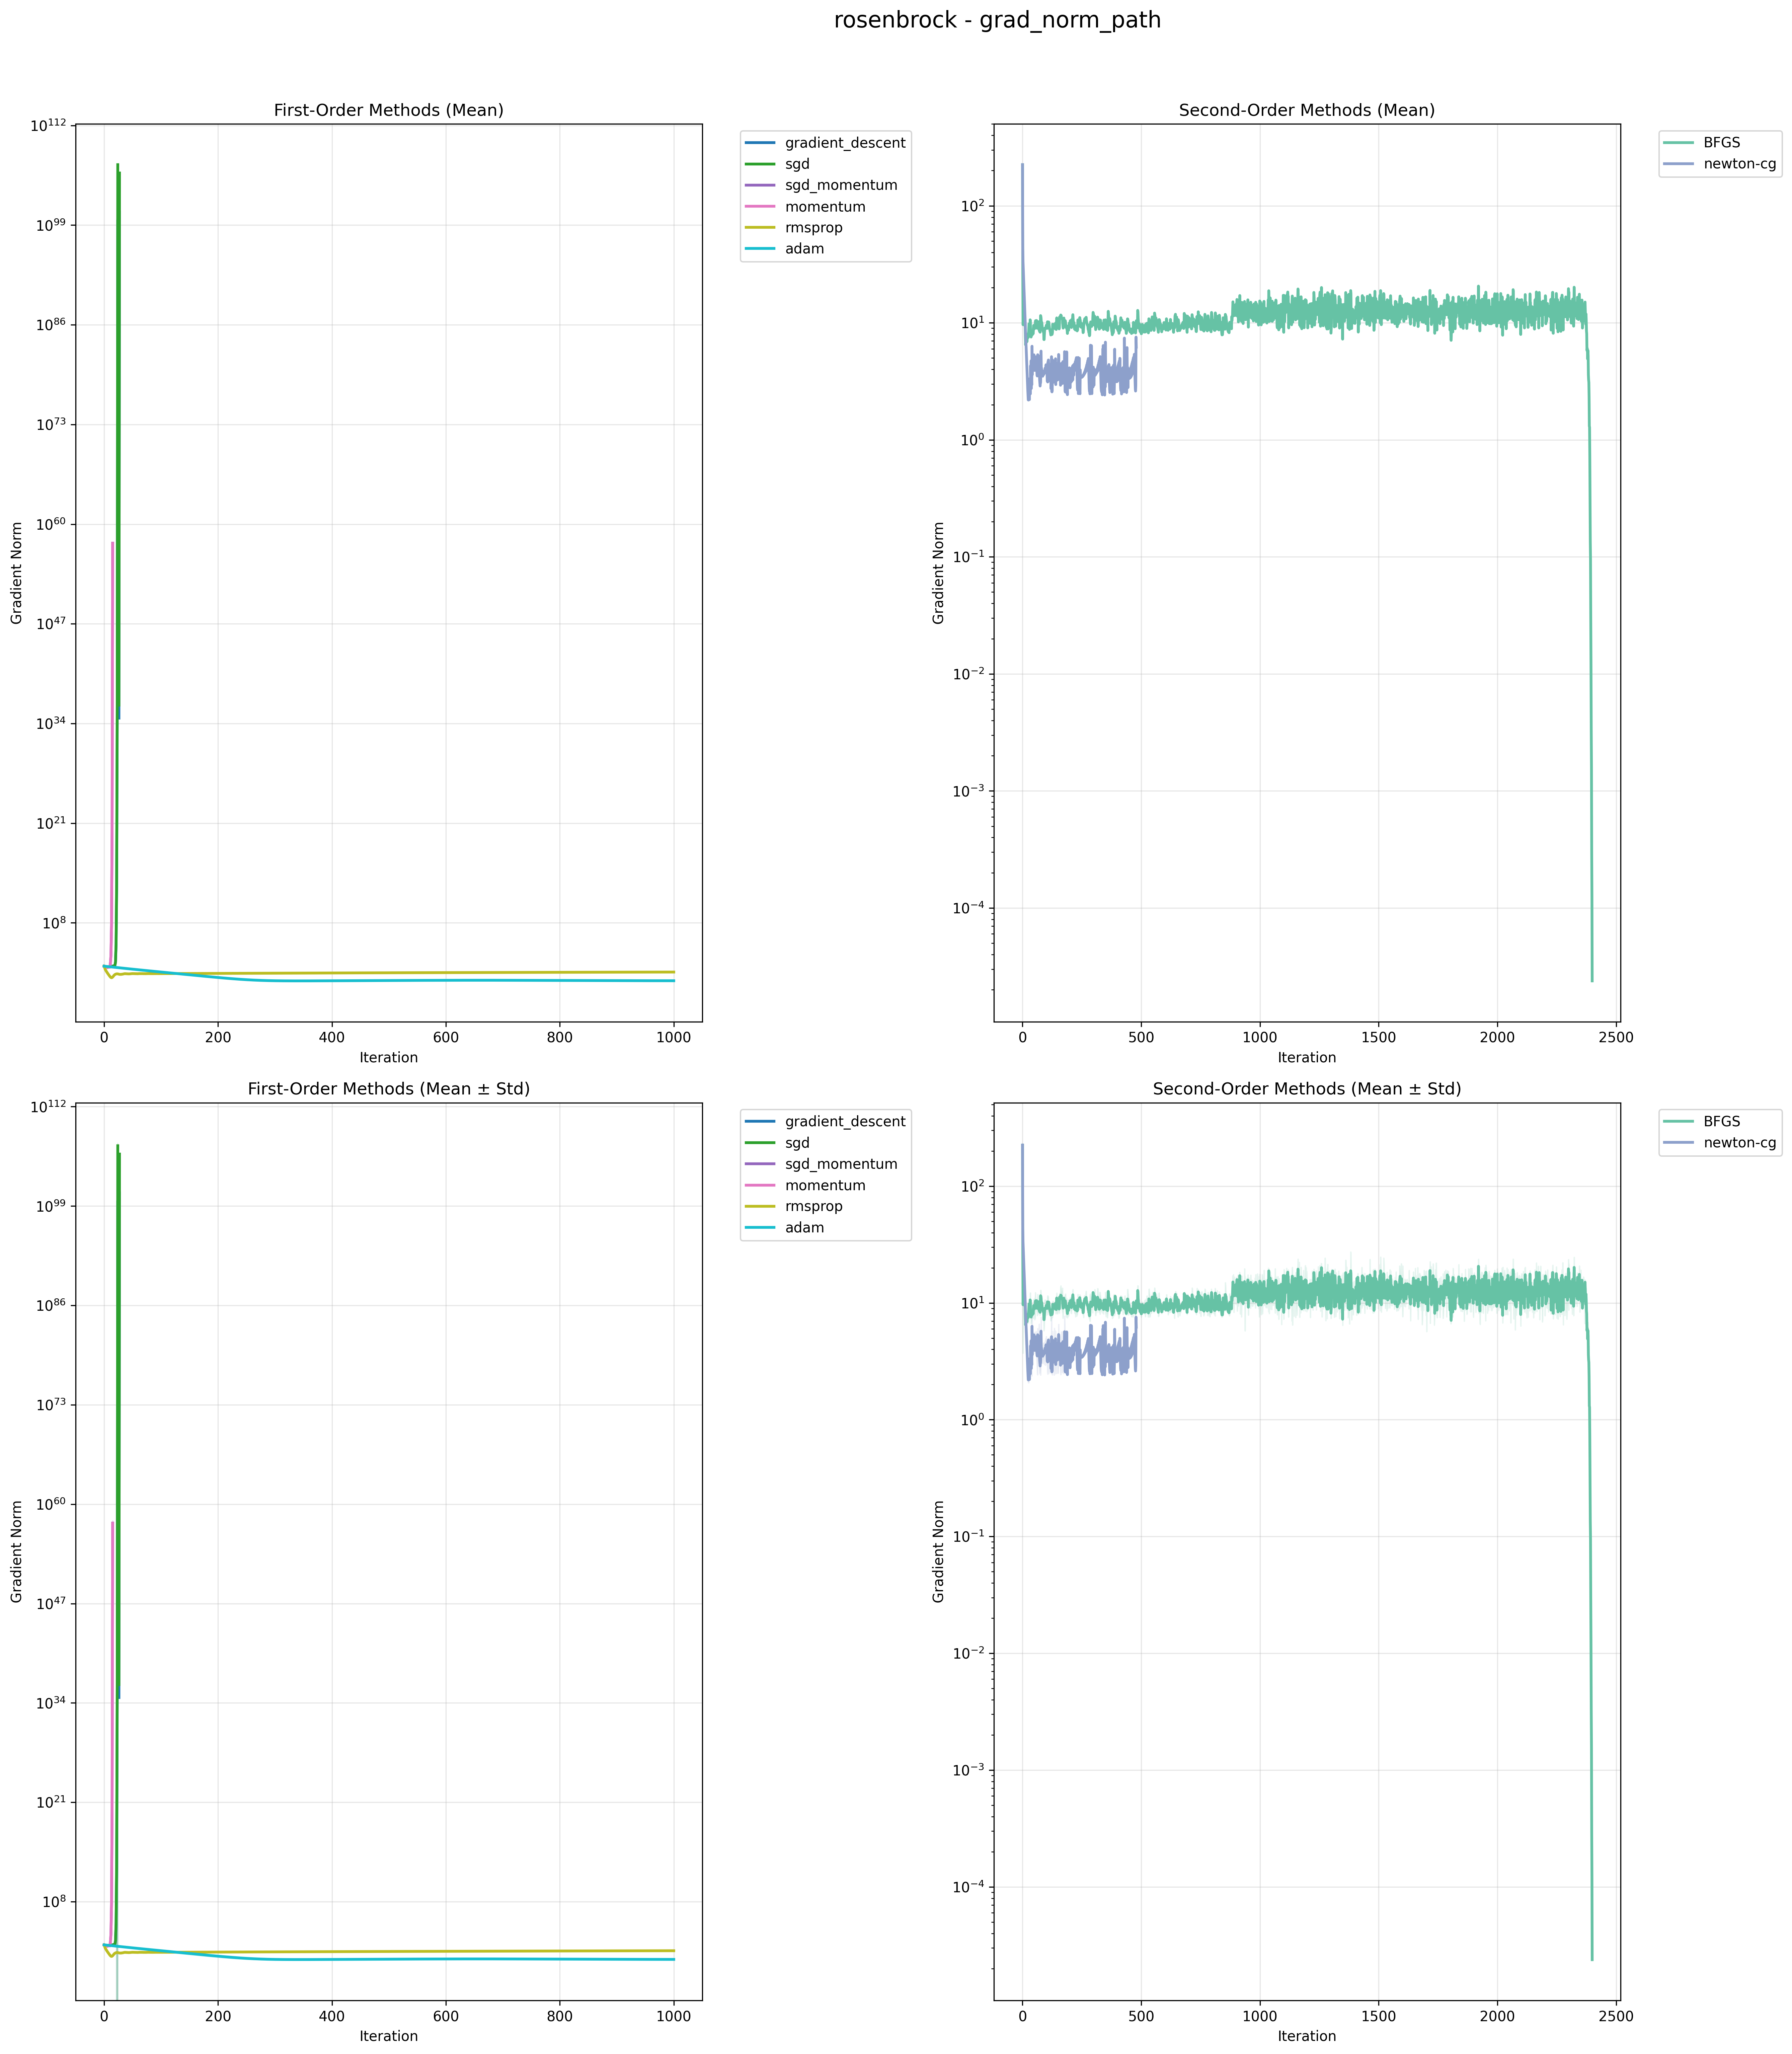 rosenbrock - grad_norm_path
First-Order Methods (Mean)
10^112
10^99
10^86
10^73
10^60
10^47
10^34
10^21
10^8
Gradient Norm
0 200 400 600 800 1000
Iteration
gradient_descent
sgd
sgd_momentum
momentum
rmsprop
adam
Second-Order Methods (Mean)
10^2
10^1
10^0
10^−1
10^−2
10^−3
10^−4
Gradient Norm
0 500 1000 1500 2000 2500
Iteration
BFGS
newton-cg
First-Order Methods (Mean ± Std)
10^112
10^99
10^86
10^73
10^60
10^47
10^34
10^21
10^8
Gradient Norm
0 200 400 600 800 1000
Iteration
gradient_descent
sgd
sgd_momentum
momentum
rmsprop
adam
Second-Order Methods (Mean ± Std)
10^2
10^1
10^0
10^−1
10^−2
10^−3
10^−4
Gradient Norm
0 500 1000 1500 2000 2500
Iteration
BFGS
newton-cg